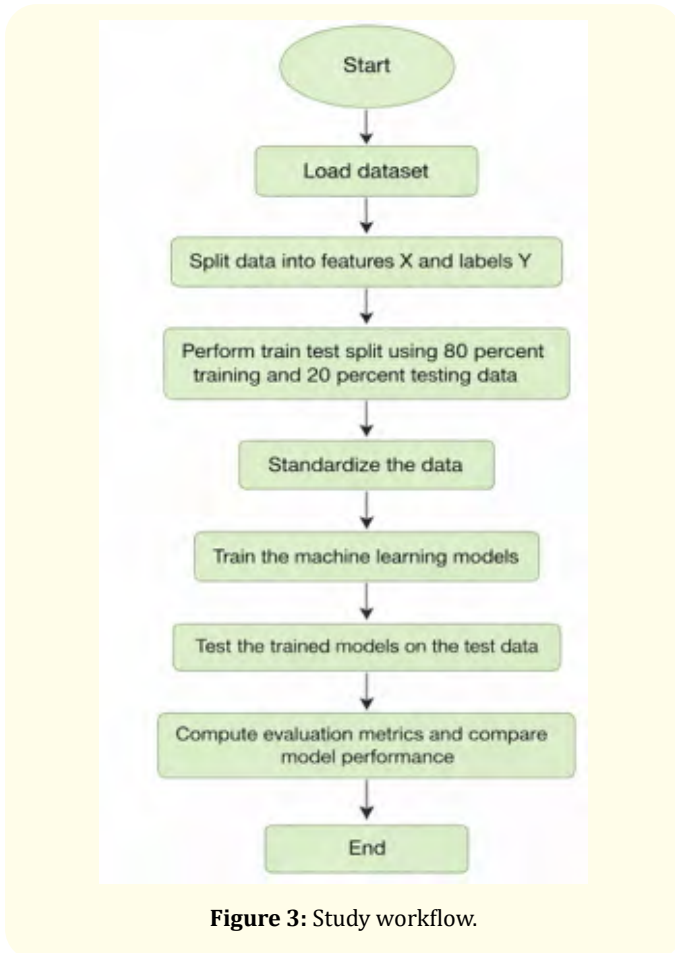 Start
Load dataset
Split data into features X and labels Y
Perform train test split using 80 percent
training and 20 percent testing data
Standardize the data
Train the machine learning models
Test the trained models on the test data
Compute evaluation metrics and compare
model performance
End
Figure 3: Study workflow.